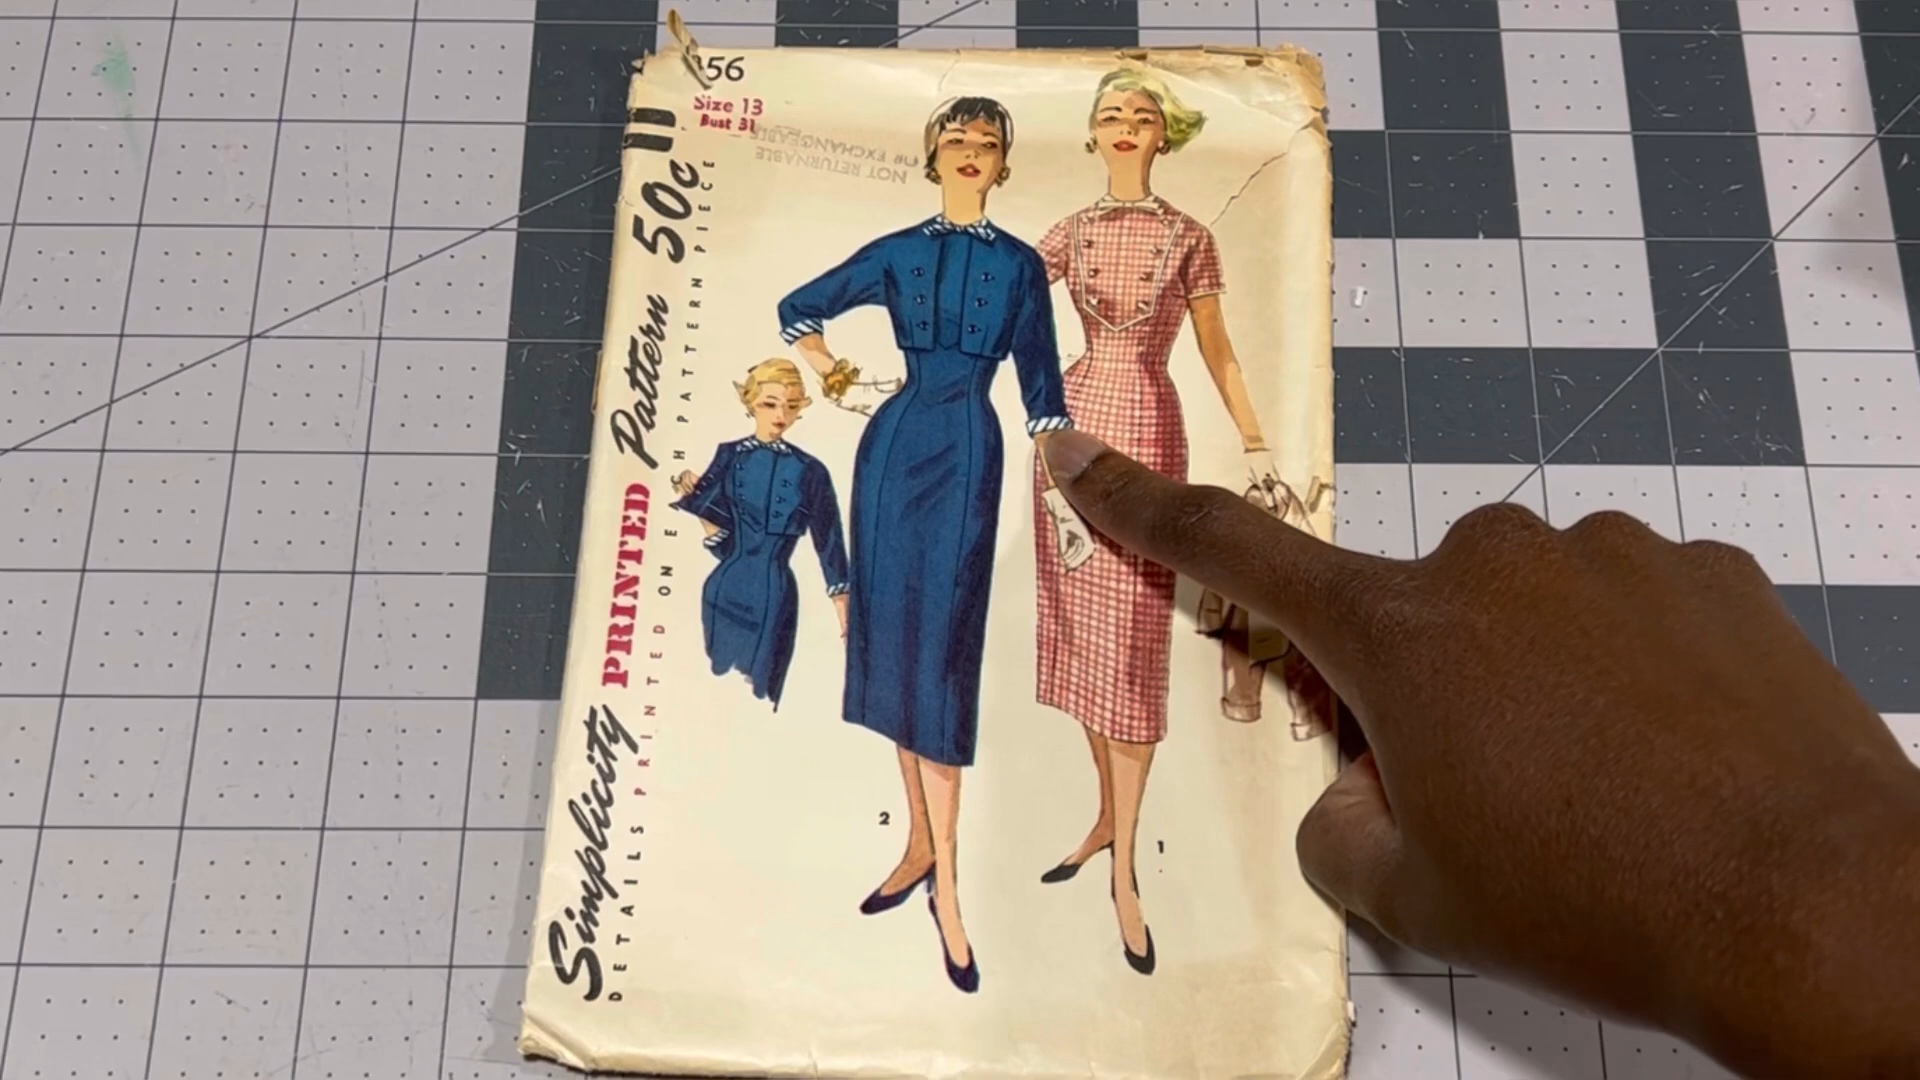 356
Size 13
Bust 31
NOT RETURNABLE
OR EXCHANGEABLE
Simplicity PRINTED Pattern 50¢
DETAILS PRINTED ON EACH PATTERN PIECE
2
1